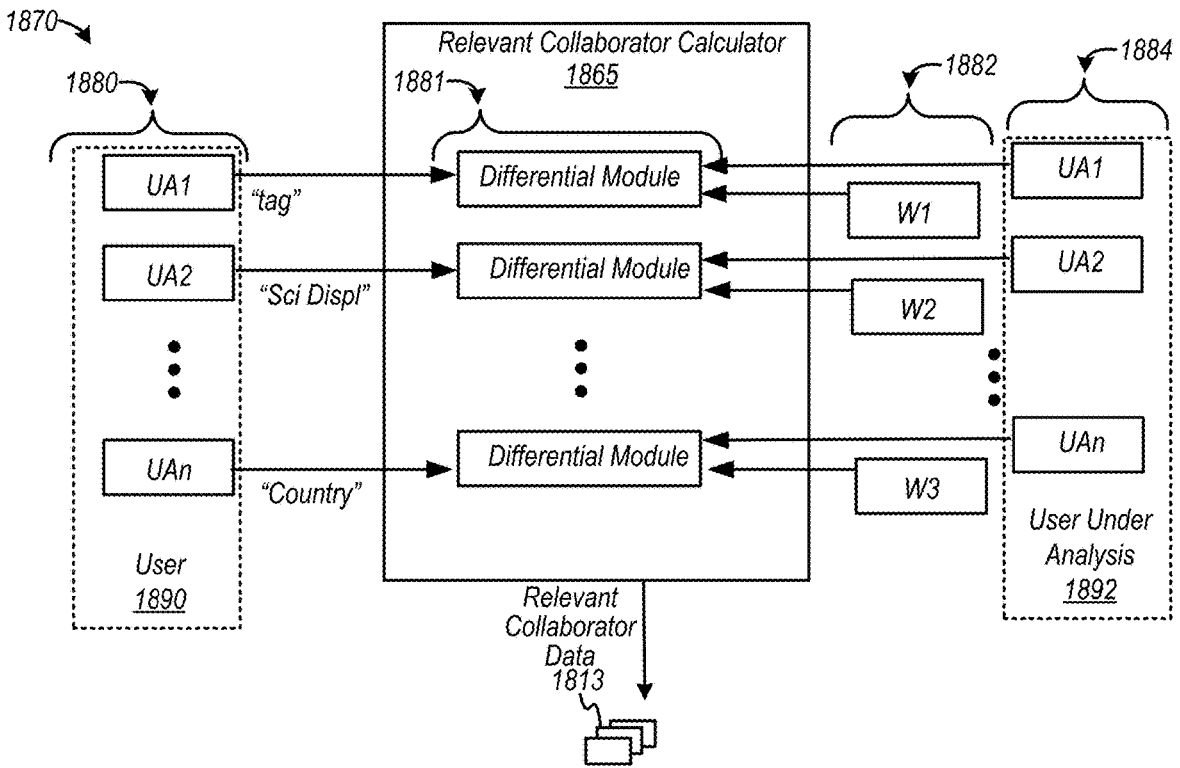 1870
1880
Relevant Collaborator Calculator
1865
1881
1882
1884
UA1
"tag"
Differential Module
UA1
W1
UA2
"Sci Displ"
Differential Module
UA2
W2
UAn
"Country"
Differential Module
UAn
W3
User
1890
User Under
Analysis
1892
Relevant
Collaborator
Data
1813